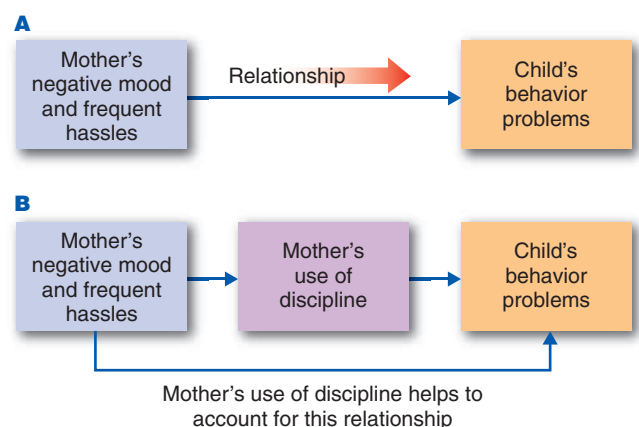 A
Mother's
negative mood
and frequent
hassles
Relationship
Child's
behavior
problems
B
Mother's
negative mood
and frequent
hassles
Mother's
use of
discipline
Child's
behavior
problems
Mother's use of discipline helps to
account for this relationship